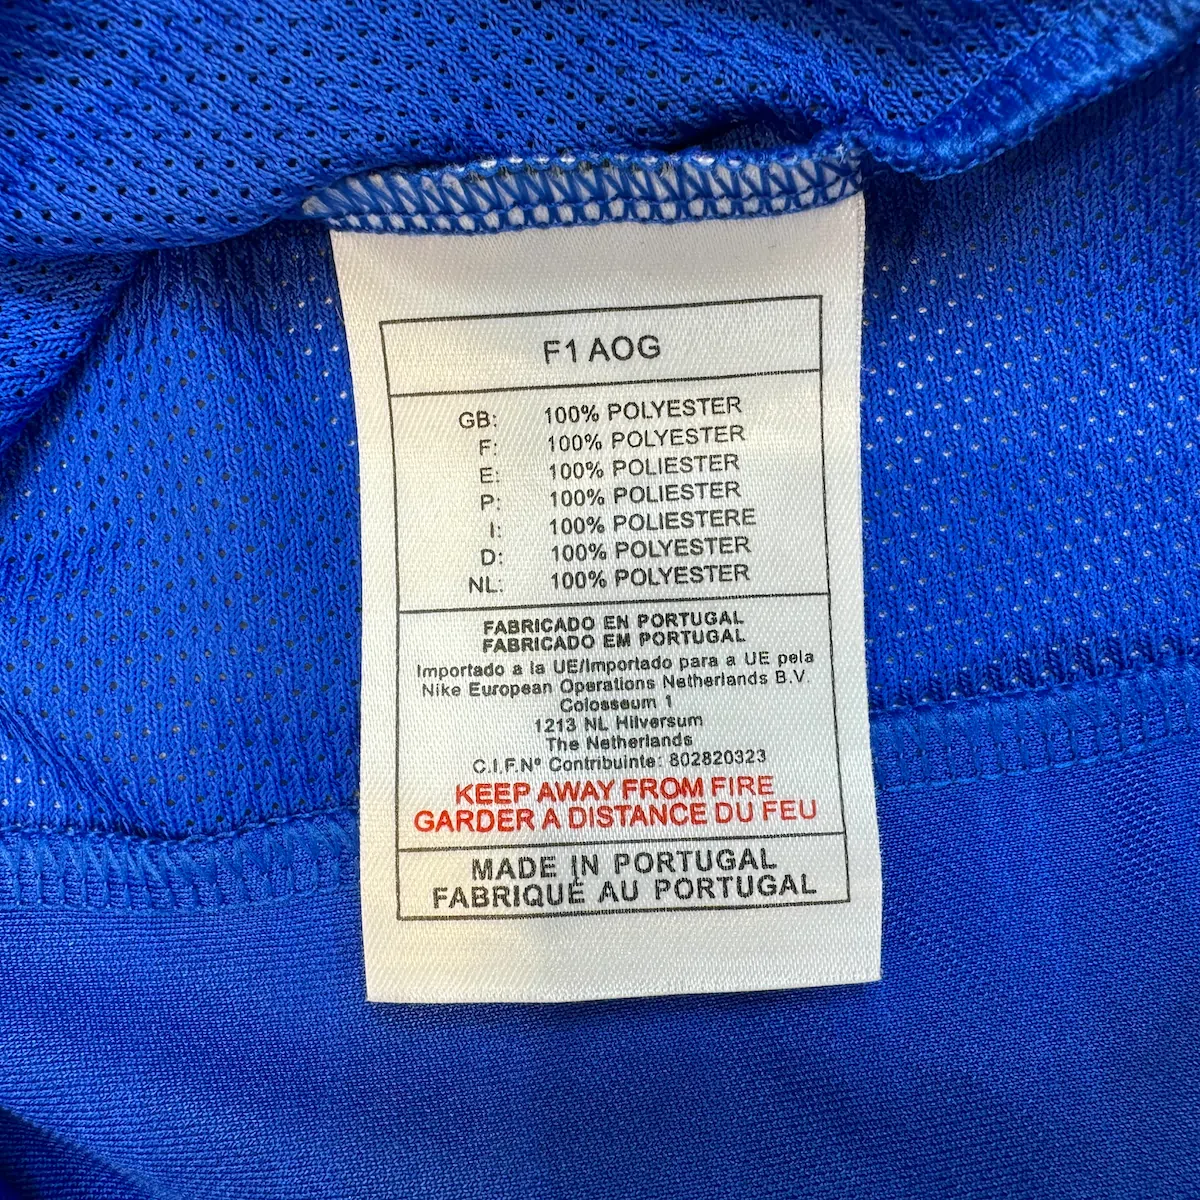 F1 AOG
GB: 100% POLYESTER
F: 100% POLYESTER
E: 100% POLIESTER
P: 100% POLIESTER
I: 100% POLIESTERE
D: 100% POLYESTER
NL: 100% POLYESTER
FABRICADO EN PORTUGAL
FABRICADO EM PORTUGAL
Importado a la UE/Importado para a UE pela
Nike European Operations Netherlands B.V
Colosseum 1
1213 NL Hilversum
The Netherlands
C.I.F.Nº Contribuinte: 802820323
KEEP AWAY FROM FIRE
GARDER A DISTANCE DU FEU
MADE IN PORTUGAL
FABRIQUÉ AU PORTUGAL